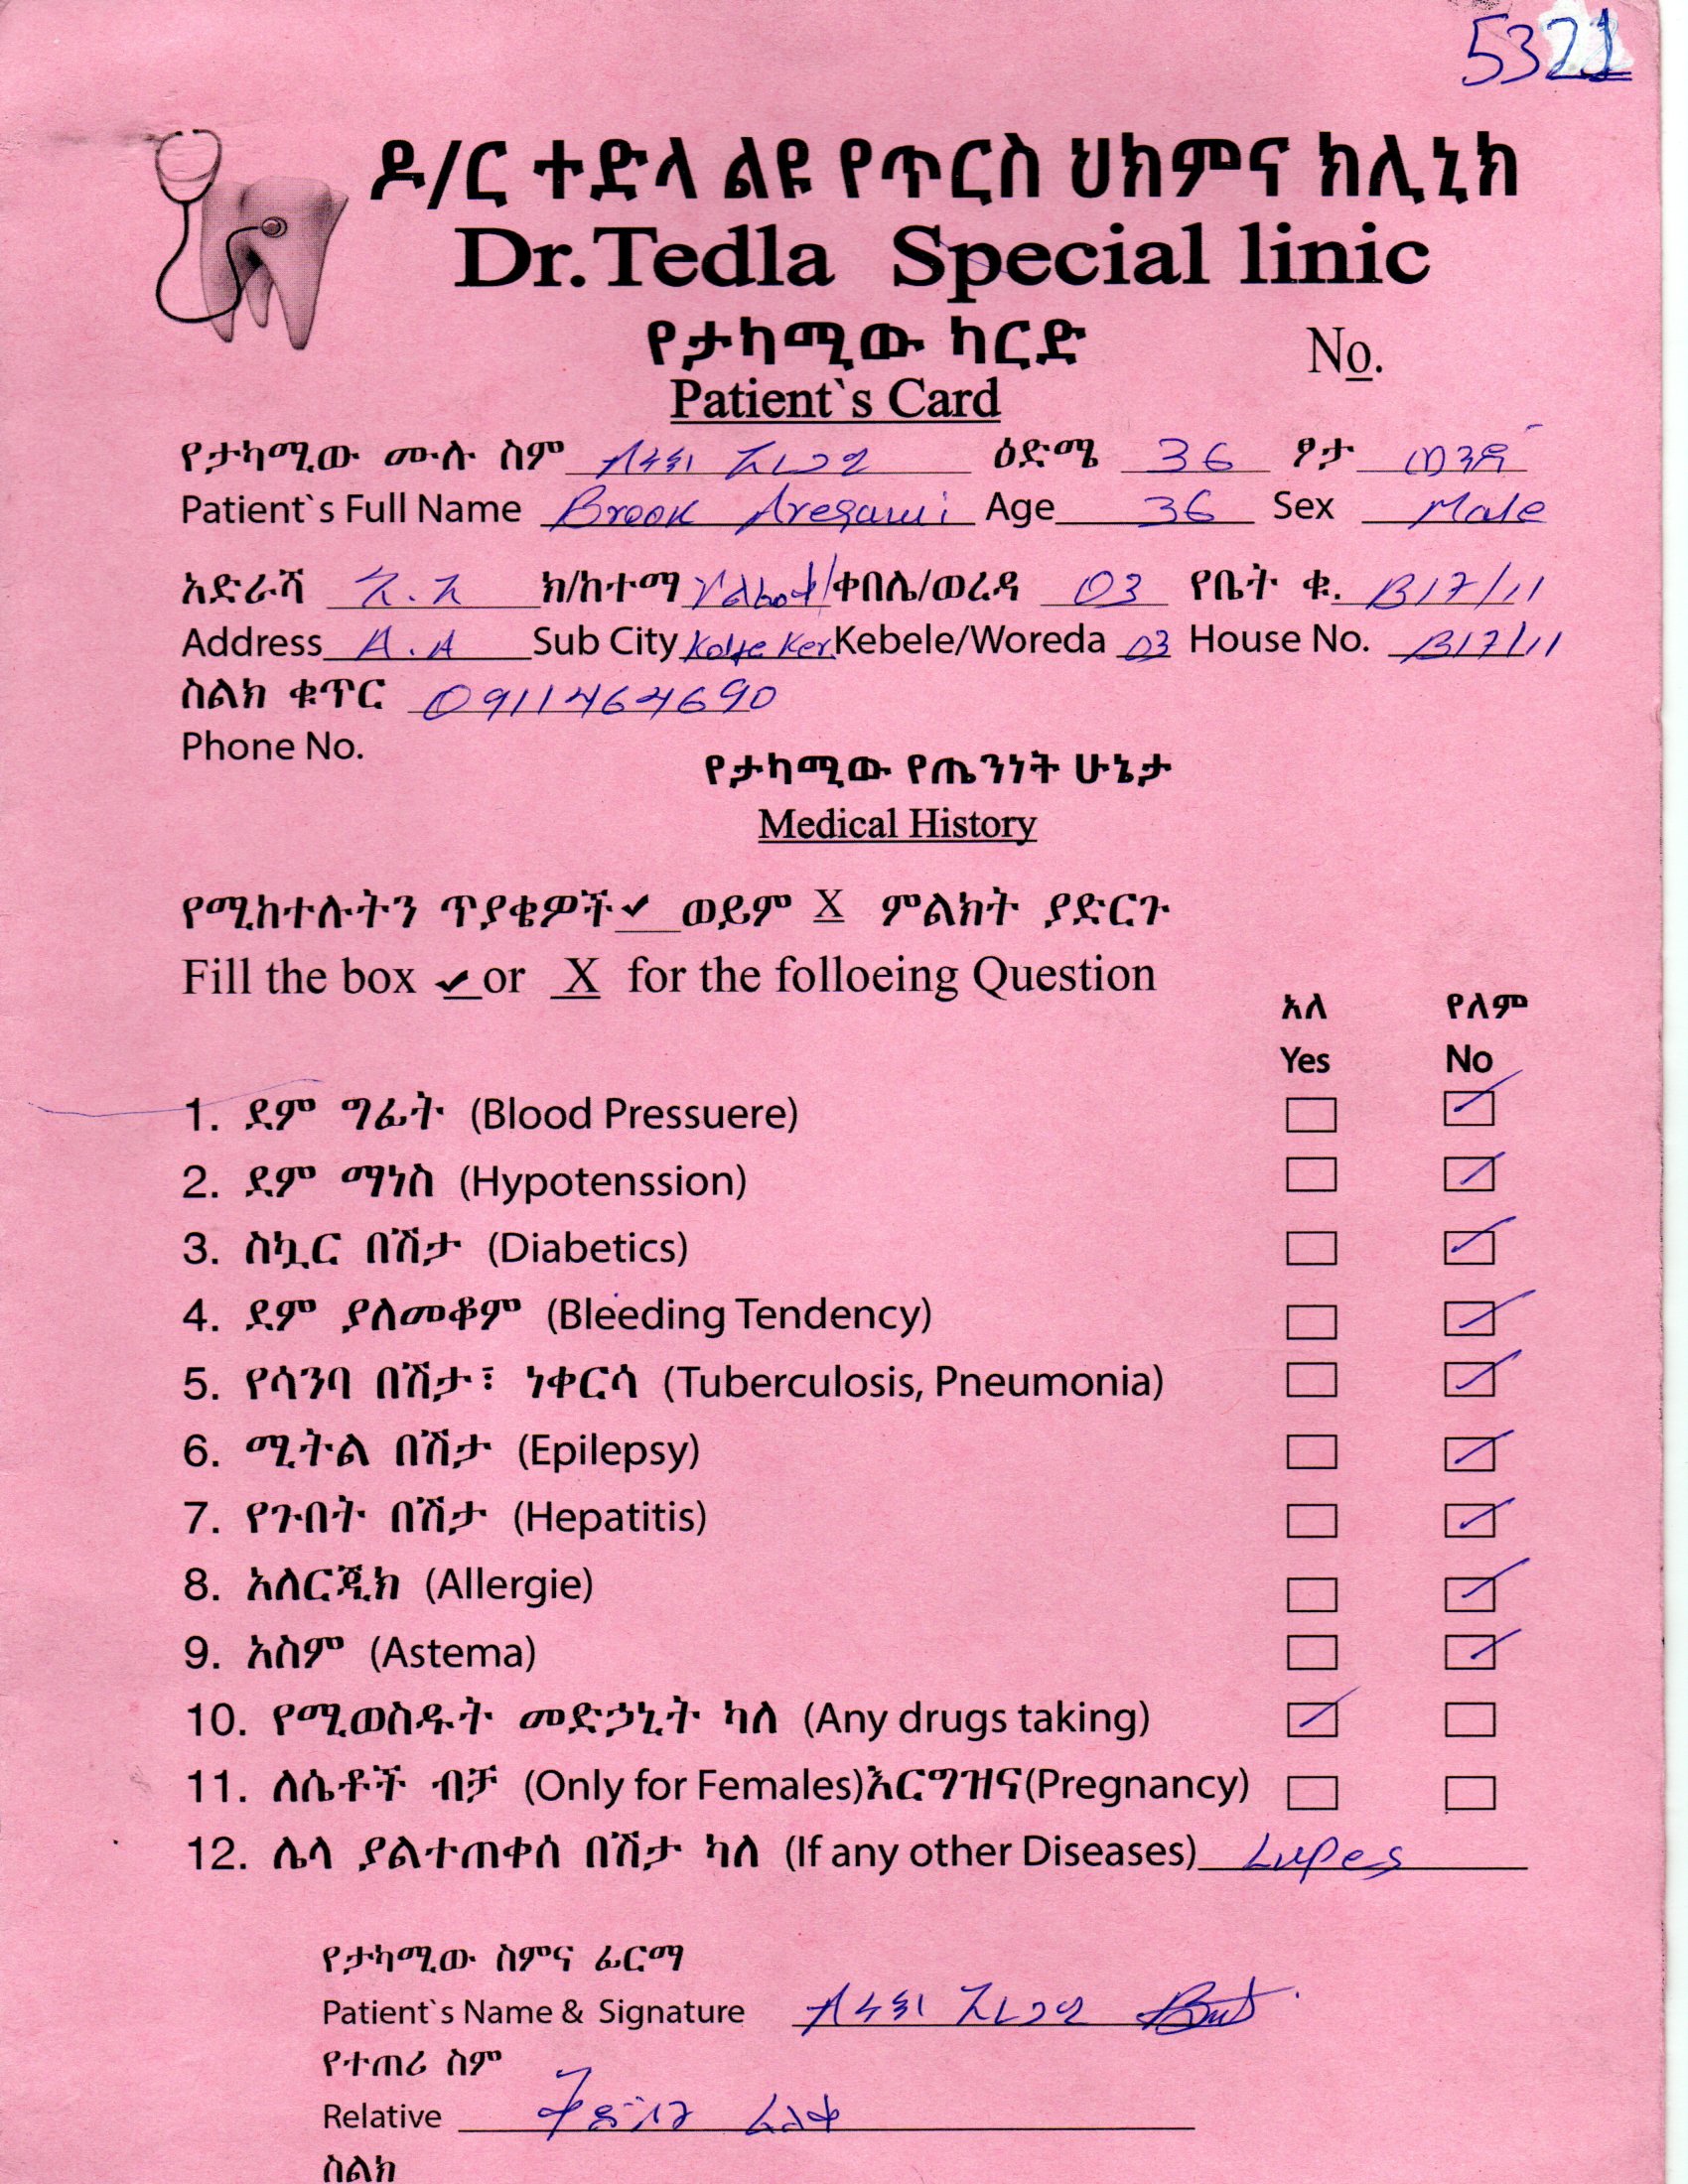 5321
ዶ/ር ተድላ ልዩ የጥርስ ህክምና ክሊኒክ
Dr.Tedla Special linic
የታካሚው ካርድ
No.
Patient`s Card
የታካሚው ሙሉ ስም ብሩክ አረጋዊ ዕድሜ 36 ፆታ ወንድ
Patient`s Full Name Brook Aregawi Age 36 Sex Male
አድራሻ አ.አ ክ/ከተማ ቀበሌ/ወረዳ 03 የቤት ቁ. B17/11
Address A.A Sub City Kolfe Ker. Kebele/Woreda 03 House No. B17/11
ስልክ ቁጥር 0911464690
Phone No.
የታካሚው የጤንነት ሁኔታ
Medical History
የሚከተሉትን ጥያቄዎች ✔ ወይም X ምልክት ያድርጉ
Fill the box ✔ or X for the folloeing Question
አለ የለም
Yes No
1. ደም ግፊት (Blood Pressuere)
2. ደም ማነስ (Hypotenssion)
3. ስኳር በሽታ (Diabetics)
4. ደም ያለመቆም (Bleeding Tendency)
5. የሳንባ በሽታ፣ ነቀርሳ (Tuberculosis, Pneumonia)
6. ሚትል በሽታ (Epilepsy)
7. የጉበት በሽታ (Hepatitis)
8. አለርጂክ (Allergie)
9. አስም (Astema)
10. የሚወስዱት መድኃኒት ካለ (Any drugs taking)
11. ለሴቶች ብቻ (Only for Females)እርግዝና(Pregnancy)
12. ሌላ ያልተጠቀሰ በሽታ ካለ (If any other Diseases) Lupes
የታካሚው ስምና ፊርማ
Patient`s Name & Signature ብሩክ አረጋዊ
የተጠሪ ስም
Relative
ስልክ